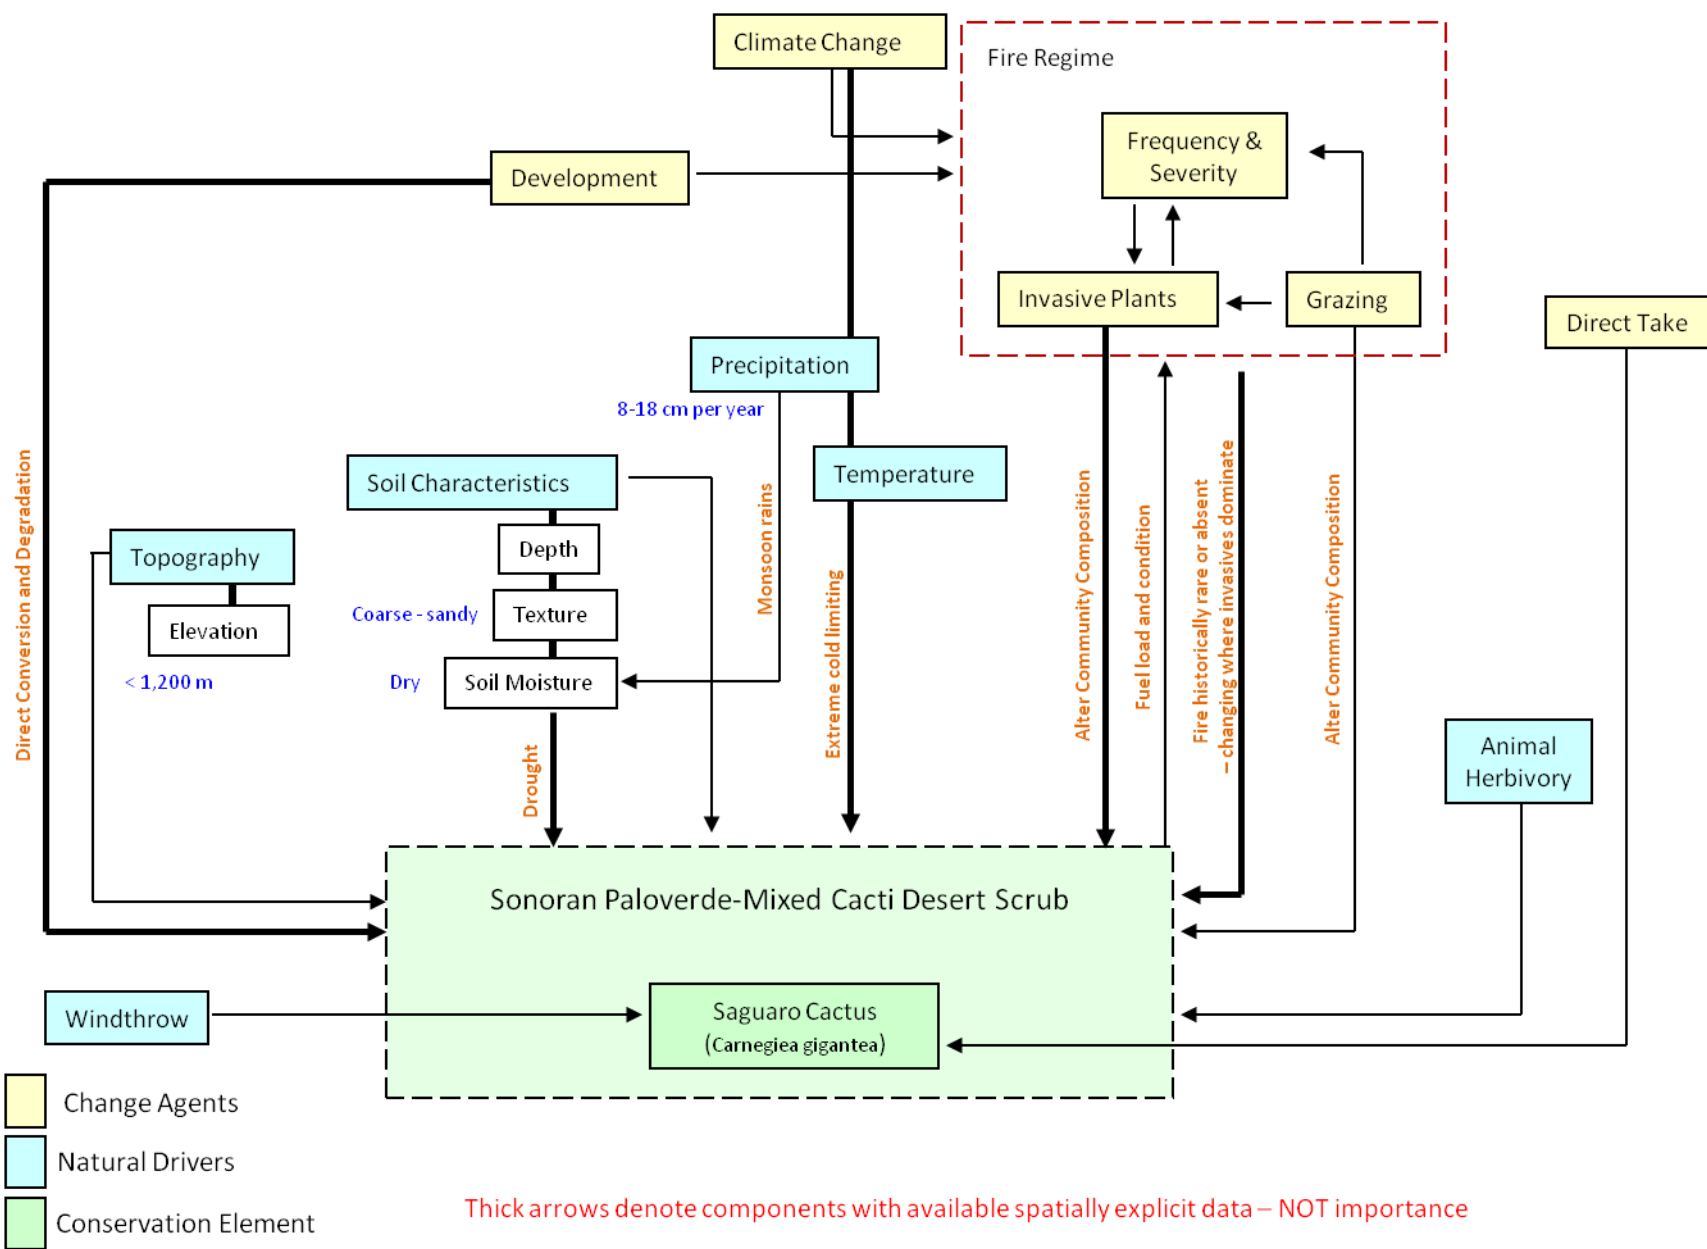 Climate Change
Fire Regime
Frequency &
Severity
Development
Invasive Plants
Grazing
Direct Take
Precipitation
8-18 cm per year
Temperature
Soil Characteristics
Depth
Topography
Texture
Coarse - sandy
Elevation
Soil Moisture
Dry
< 1,200 m
Direct Conversion and Degradation
Drought
Monsoon rains
Extreme cold limiting
Alter Community Composition
Fuel load and condition
Fire historically rare or absent
– changing where invasives dominate
Alter Community Composition
Animal
Herbivory
Sonoran Paloverde-Mixed Cacti Desert Scrub
Windthrow
Saguaro Cactus
(Carnegiea gigantea)
Change Agents
Natural Drivers
Conservation Element
Thick arrows denote components with available spatially explicit data – NOT importance